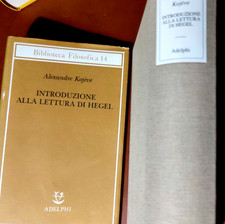 Biblioteca Filosofica 14
Alexandre Kojève
INTRODUZIONE
ALLA LETTURA DI HEGEL
ADELPHI
Kojève
INTRODUZIONE
ALLA LETTURA
DI HEGEL
Adelphi